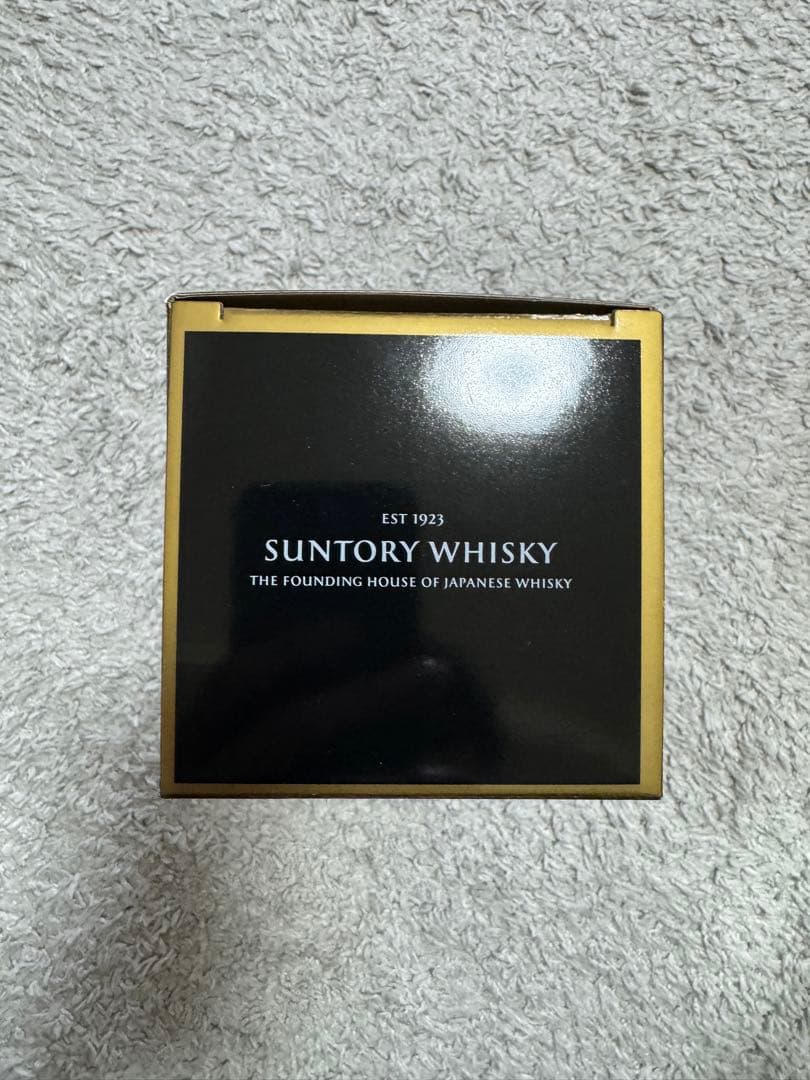 EST 1923
SUNTORY WHISKY
THE FOUNDING HOUSE OF JAPANESE WHISKY